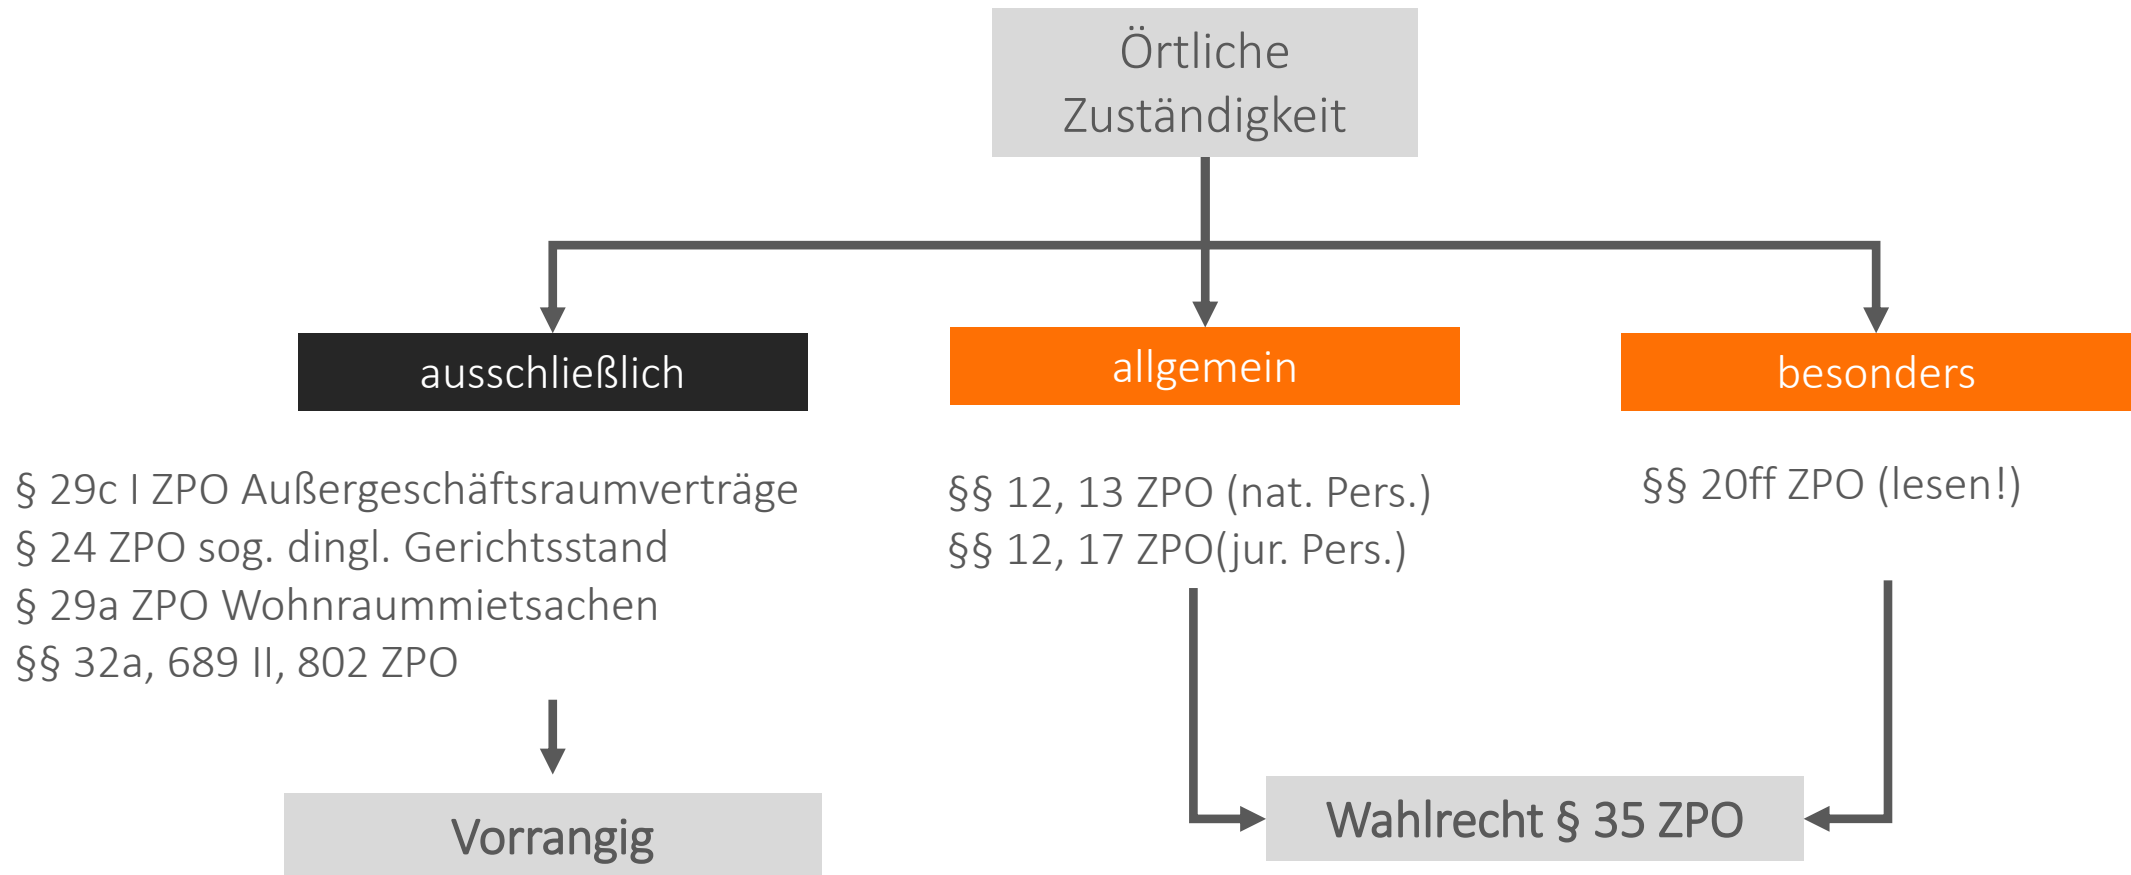 Örtliche
Zuständigkeit
ausschließlich
allgemein
besonders
§ 29c I ZPO Außergeschäftsraumverträge
§ 24 ZPO sog. dingl. Gerichtsstand
§ 29a ZPO Wohnraummietsachen
§§ 32a, 689 II, 802 ZPO
§§ 12, 13 ZPO (nat. Pers.)
§§ 12, 17 ZPO(jur. Pers.)
§§ 20ff ZPO (lesen!)
Vorrangig
Wahlrecht § 35 ZPO